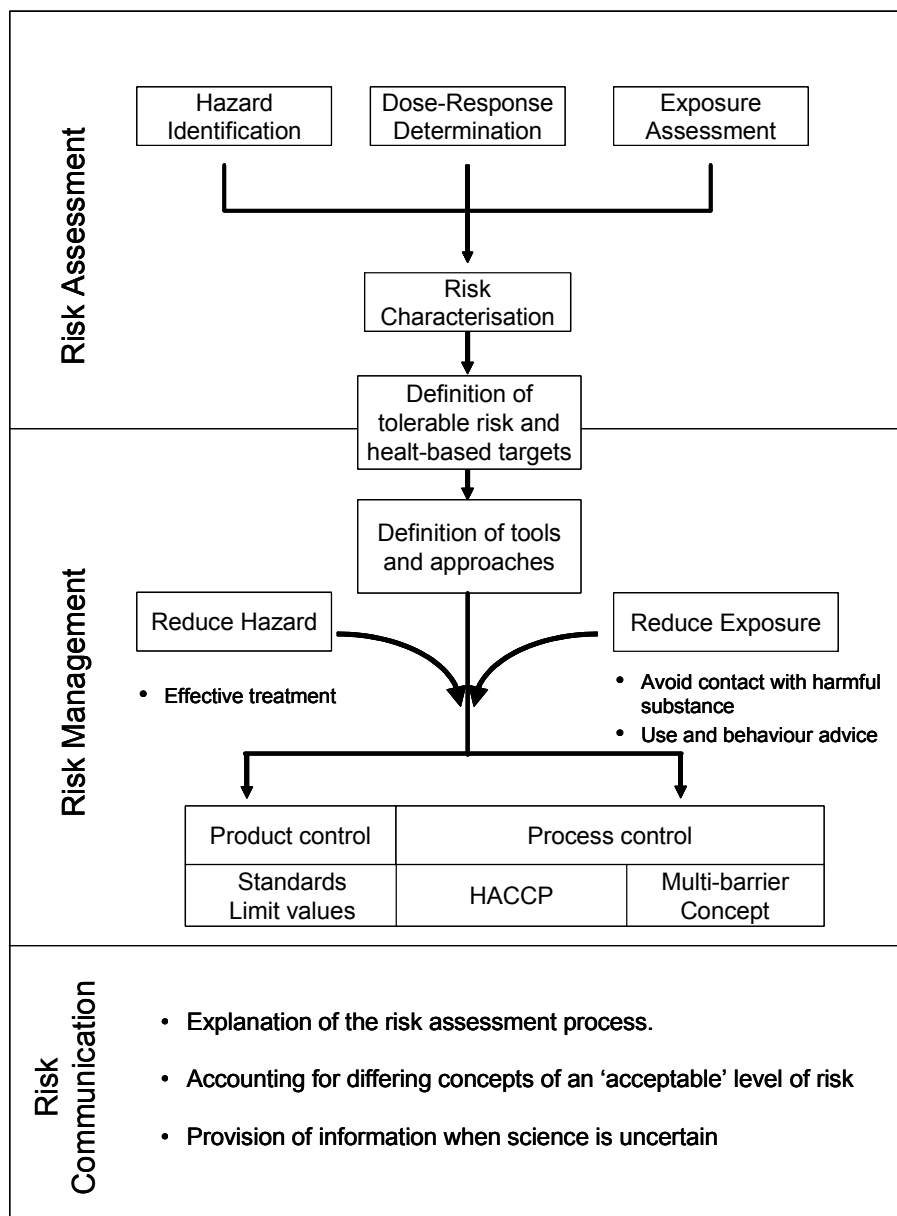 Risk Assessment
Hazard
Identification
Dose-Response
Determination
Exposure
Assessment
Risk
Characterisation
Definition of
tolerable risk and
healt-based targets
Risk Management
Definition of tools
and approaches
Reduce Hazard
• Effective treatment
Reduce Exposure
• Avoid contact with harmful
substance
• Use and behaviour advice
Product control
Process control
Standards
Limit values
HACCP
Multi-barrier
Concept
Risk
Communication
• Explanation of the risk assessment process.
• Accounting for differing concepts of an ‘acceptable’ level of risk
• Provision of information when science is uncertain